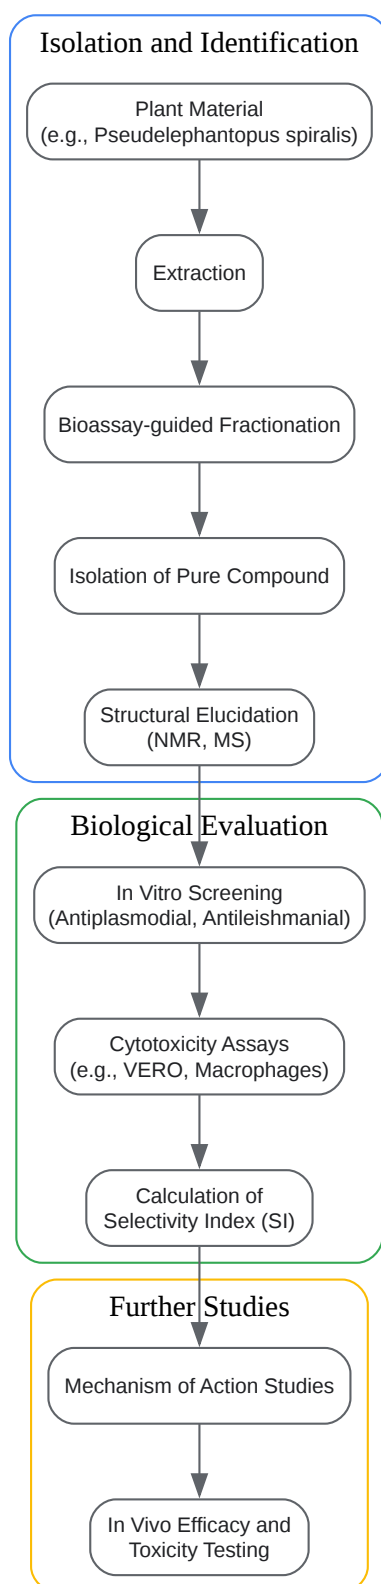 Isolation and Identification
Plant Material
(e.g., Pseudelephantopus spiralis)
Extraction
Bioassay-guided Fractionation
Isolation of Pure Compound
Structural Elucidation
(NMR, MS)
Biological Evaluation
In Vitro Screening
(Antiplasmodial, Antileishmanial)
Cytotoxicity Assays
(e.g., VERO, Macrophages)
Calculation of
Selectivity Index (SI)
Further Studies
Mechanism of Action Studies
In Vivo Efficacy and
Toxicity Testing